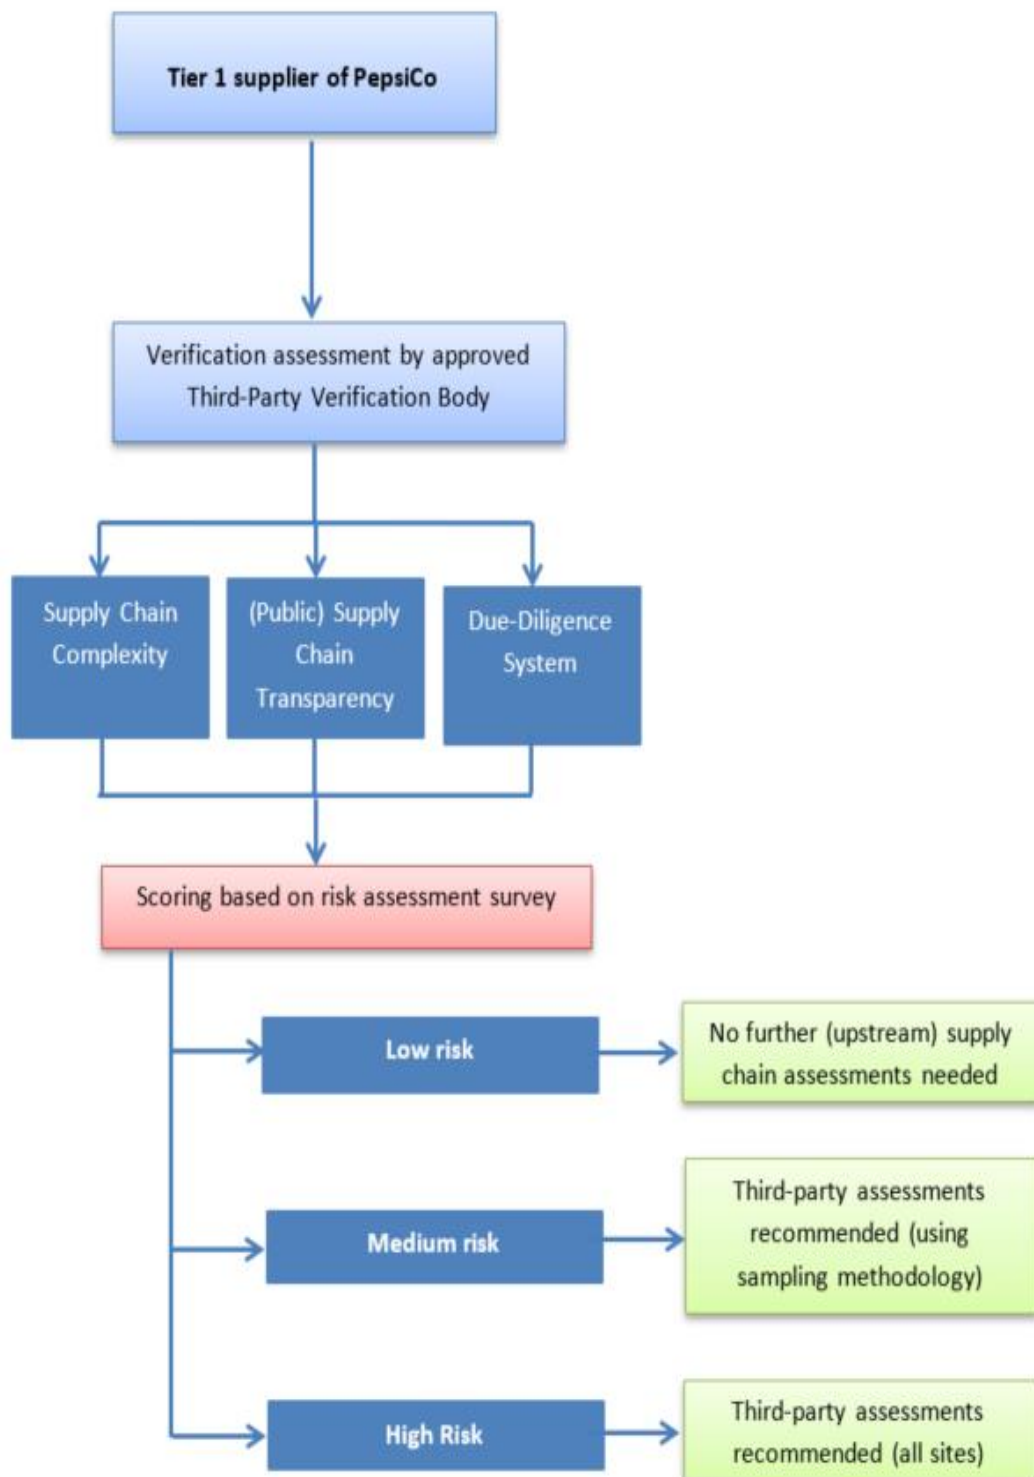 Tier 1 supplier of PepsiCo
Verification assessment by approved
Third-Party Verification Body
Supply Chain
Complexity
(Public) Supply
Chain
Transparency
Due-Diligence
System
Scoring based on risk assessment survey
Low risk
No further (upstream) supply
chain assessments needed
Medium risk
Third-party assessments
recommended (using
sampling methodology)
High Risk
Third-party assessments
recommended (all sites)